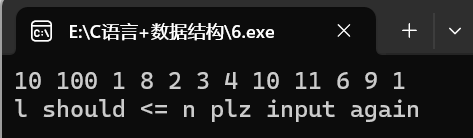 E:\C语言+数据结构\6.exe
10 100 1 8 2 3 4 10 11 6 9 1
l should <= n plz input again